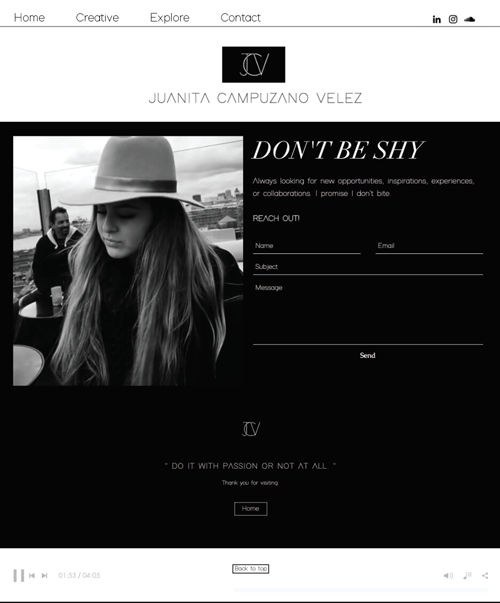 Home Creative Explore Contact
JCV
JUANITA CAMPUZANO VELEZ
DON'T BE SHY
Always looking for new opportunities, inspirations, experiences,
or collaborations. I promise I don't bite
REACH OUT!
Name Email
Subject
Message
Send
JCV
" DO IT WITH PASSION OR NOT AT ALL "
Thank you for visiting
Home
Back to top
01:53 / 04:03